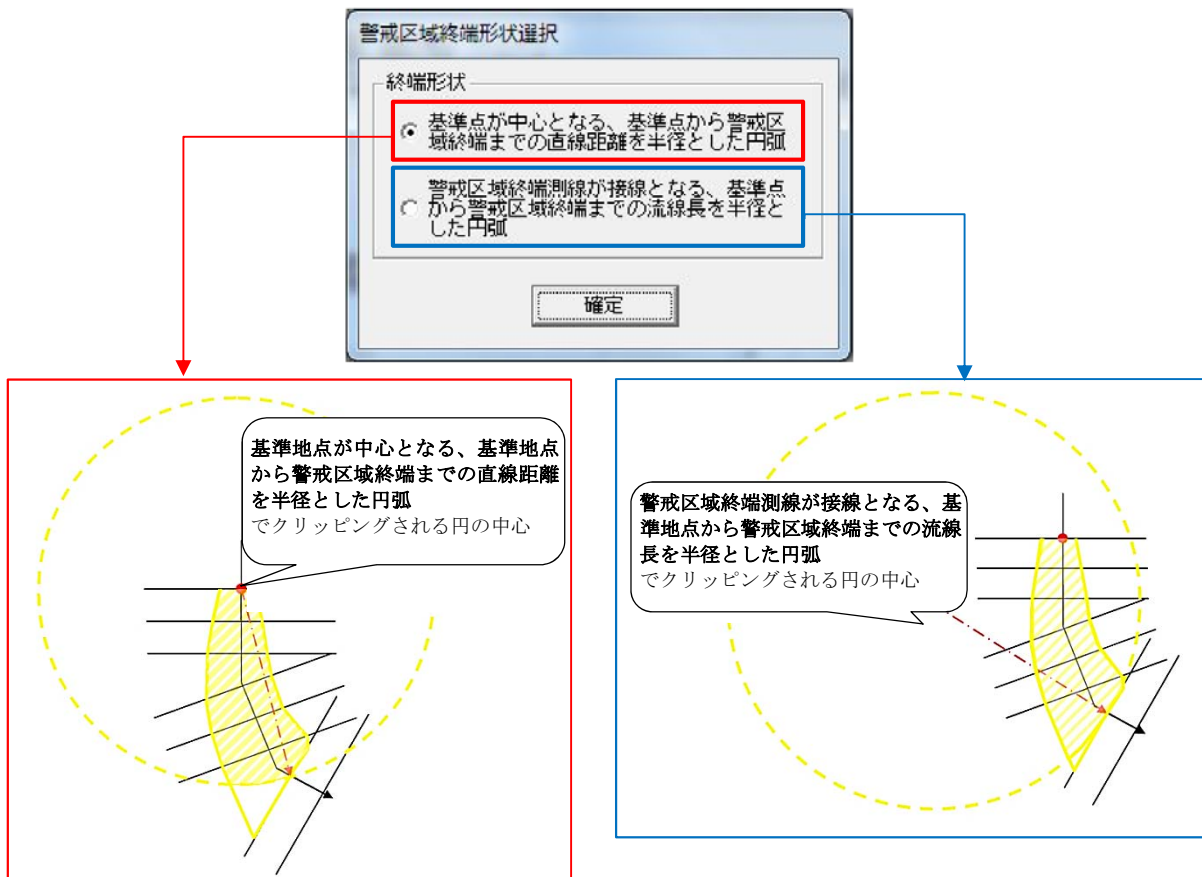 警戒区域終端形状選択
終端形状
基準点が中心となる、基準点から警戒区
域終端までの直線距離を半径とした円弧
警戒区域終端測線が接線となる、基準点
から警戒区域終端までの流線長を半径と
した円弧
確定
基準地点が中心となる、基準地点
から警戒区域終端までの直線距離
を半径とした円弧
でクリッピングされる円の中心
警戒区域終端測線が接線となる、基
準地点から警戒区域終端までの流線
長を半径とした円弧
でクリッピングされる円の中心